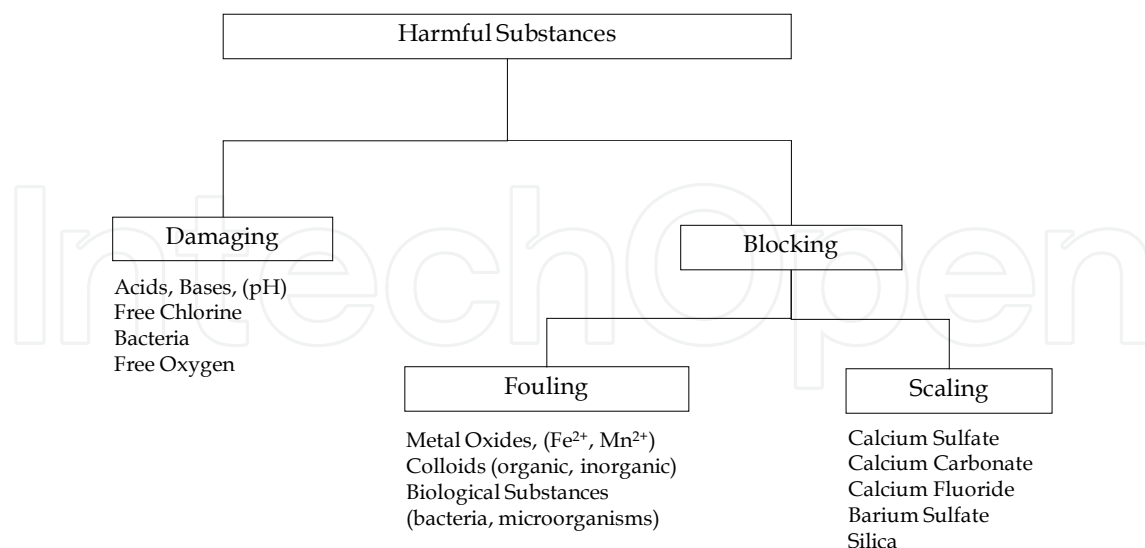 Harmful Substances
Damaging
Acids, Bases, (pH)
Free Chlorine
Bacteria
Free Oxygen
Blocking
Fouling
Metal Oxides, (Fe²⁺, Mn²⁺)
Colloids (organic, inorganic)
Biological Substances
(bacteria, microorganisms)
Scaling
Calcium Sulfate
Calcium Carbonate
Calcium Fluoride
Barium Sulfate
Silica
IntechOpen